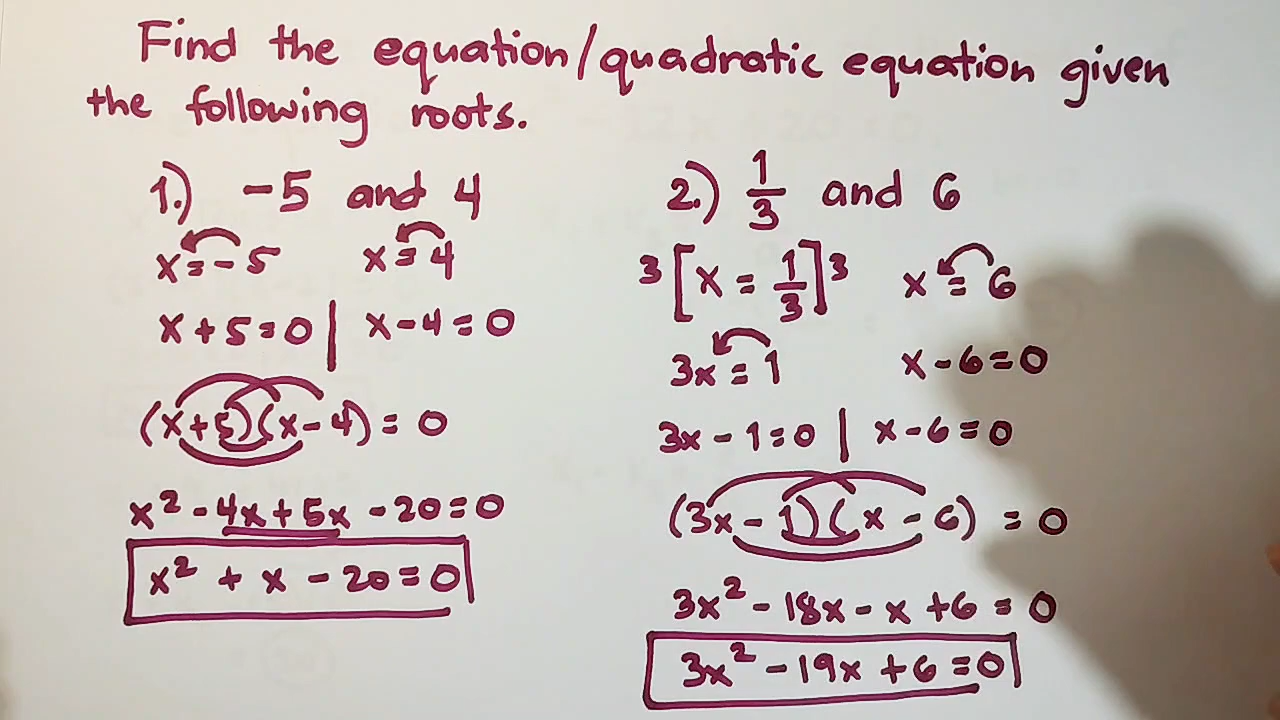 Find the equation/quadratic equation given
the following roots.
1.) -5 and 4
x = -5 x = 4
x + 5 = 0 | x - 4 = 0
(x + 5)(x - 4) = 0
x² - 4x + 5x - 20 = 0
x² + x - 20 = 0
2.) 1/3 and 6
3[x = 1/3]3 x = 6
3x = 1 x - 6 = 0
3x - 1 = 0 | x - 6 = 0
(3x - 1)(x - 6) = 0
3x² - 18x - x + 6 = 0
3x² - 19x + 6 = 0